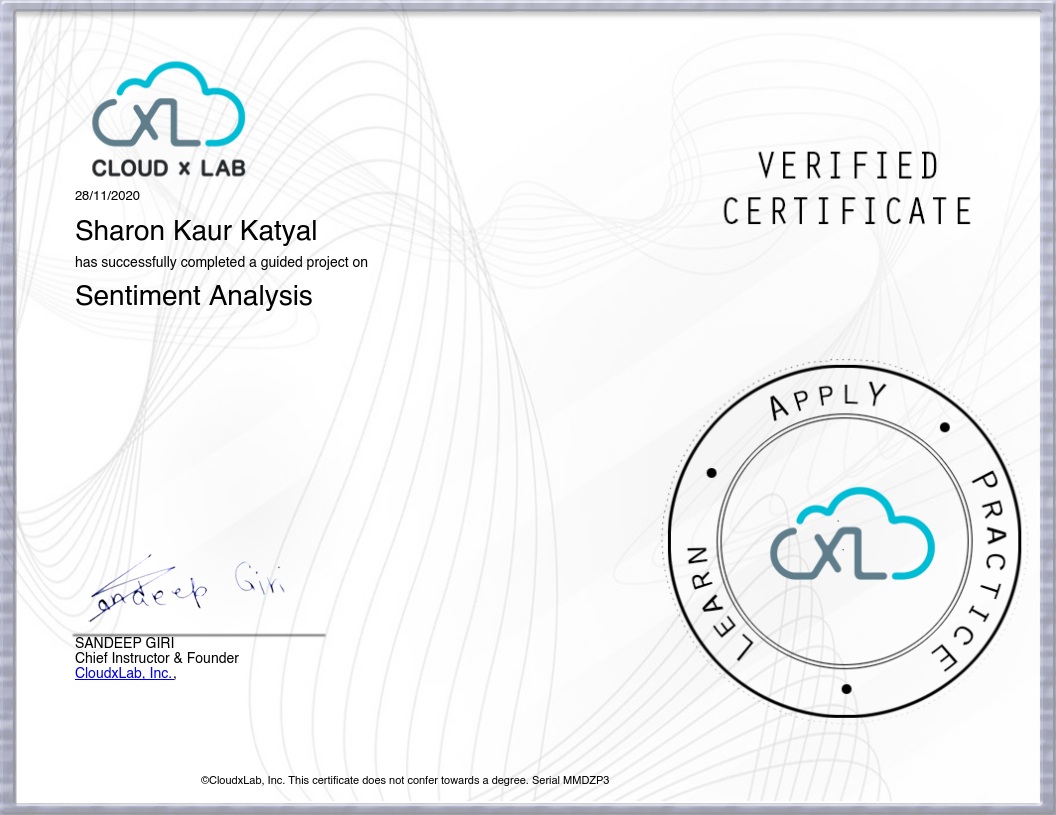 CXL
CLOUD x LAB
28/11/2020
Sharon Kaur Katyal
has successfully completed a guided project on
Sentiment Analysis
VERIFIED
CERTIFICATE
LEARN • APPLY • PRACTICE •
CXL
Sandeep Giri
SANDEEP GIRI
Chief Instructor & Founder
CloudxLab, Inc.,
©CloudxLab, Inc. This certificate does not confer towards a degree. Serial MMDZP3